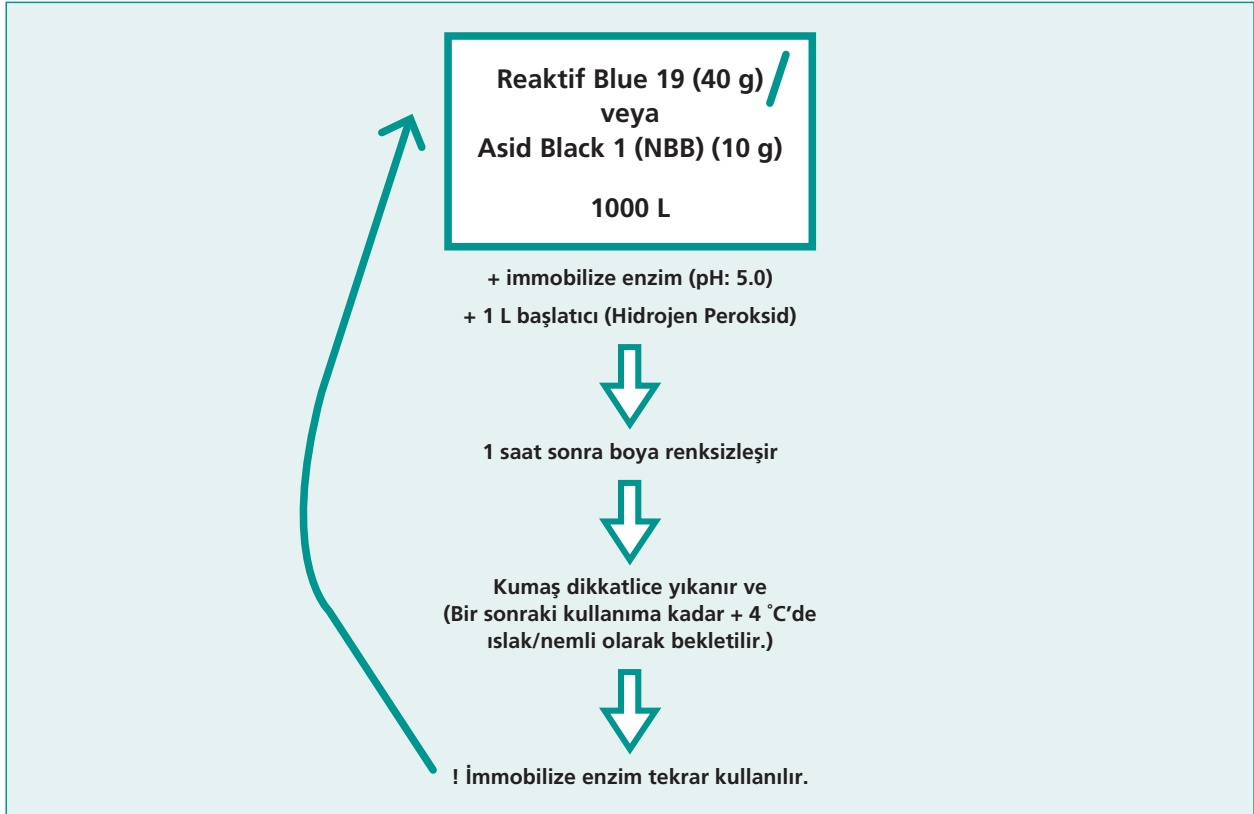 Reaktif Blue 19 (40 g)
veya
Asid Black 1 (NBB) (10 g)
1000 L
+ immobilize enzim (pH: 5.0)
+ 1 L başlatıcı (Hidrojen Peroksid)
1 saat sonra boya renksizleşir
Kumaş dikkatlice yıkanır ve
(Bir sonraki kullanıma kadar + 4 ˚C’de
ıslak/nemli olarak bekletilir.)
! İmmobilize enzim tekrar kullanılır.